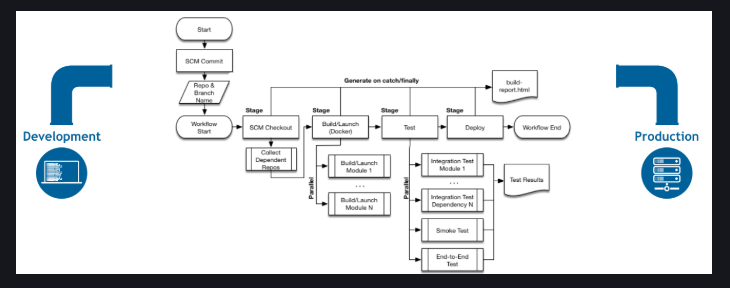 Start
SCM Commit
Repo &
Branch
Name
Generate on catch/finally
build-
report.html
Stage
Stage
Stage
Stage
Workflow
Start
SCM Checkout
Build/Launch
(Docker)
Test
Deploy
Workflow End
Development
Production
Collect
Dependent
Repos
Parallel
Build/Launch
Module 1
...
Build/Launch
Module N
Parallel
Integration Test
Module 1
...
Integration Test
Dependency N
Smoke Test
End-to-End
Test
Test Results